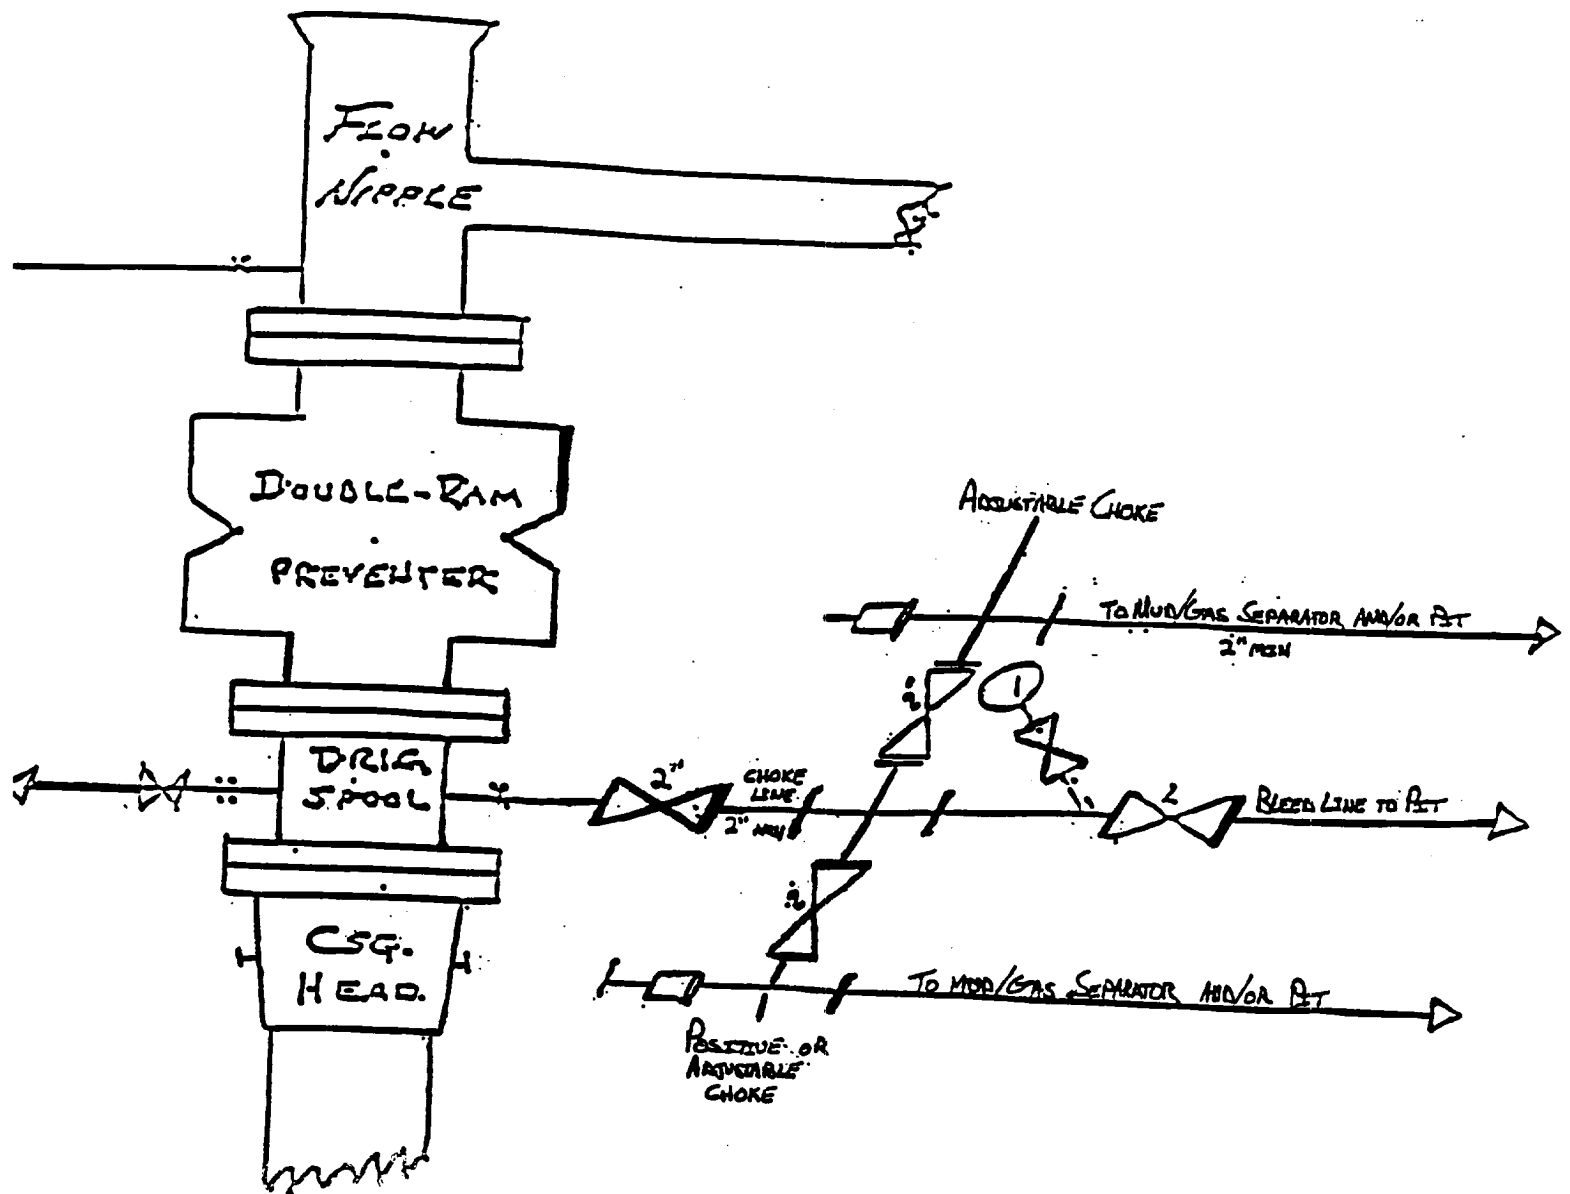 FLOW
NIPPLE
DOUBLE-RAM
PREVENTER
ADJUSTABLE CHOKE
TO MUD/GAS SEPARATOR AND/OR PIT
2" MIN
1
2"
DRLG
SPOOL
2"
CHOKE
LINE
2" MIN
2
BLEED LINE TO PIT
2"
CSG.
HEAD.
TO MUD/GAS SEPARATOR AND/OR PIT
POSITIVE OR
ADJUSTABLE
CHOKE